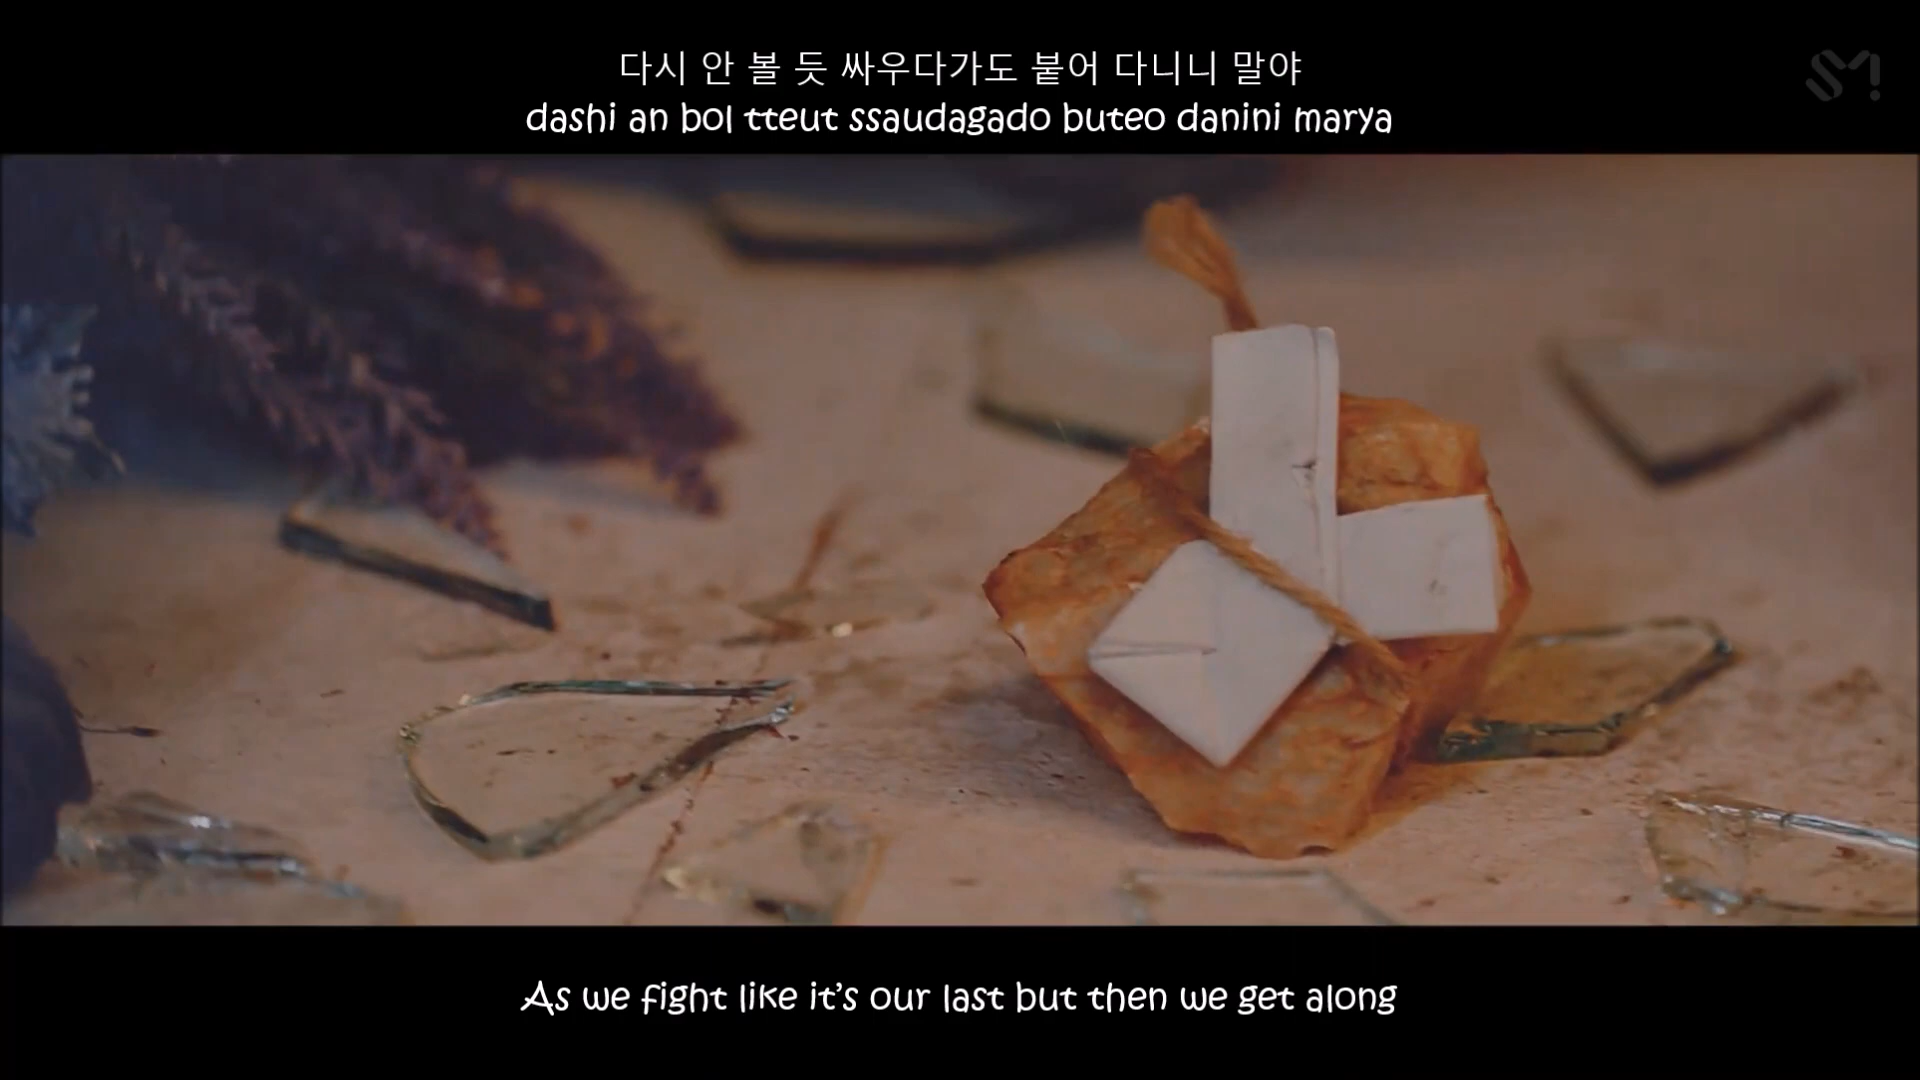 다시 안 볼 듯 싸우다가도 붙어 다니니 말야
SM!
dashi an bol tteut ssaudagado buteo danini marya
As we fight like it's our last but then we get along